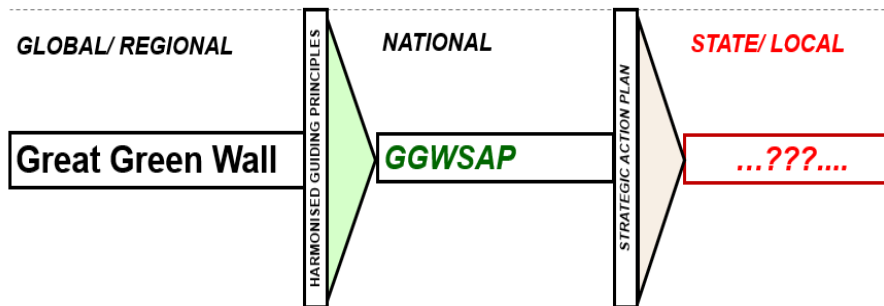 GLOBAL/ REGIONAL
NATIONAL
STATE/ LOCAL
Great Green Wall
HARMONISED GUIDING PRINCIPLES
GGWSAP
STRATEGIC ACTION PLAN
...???....